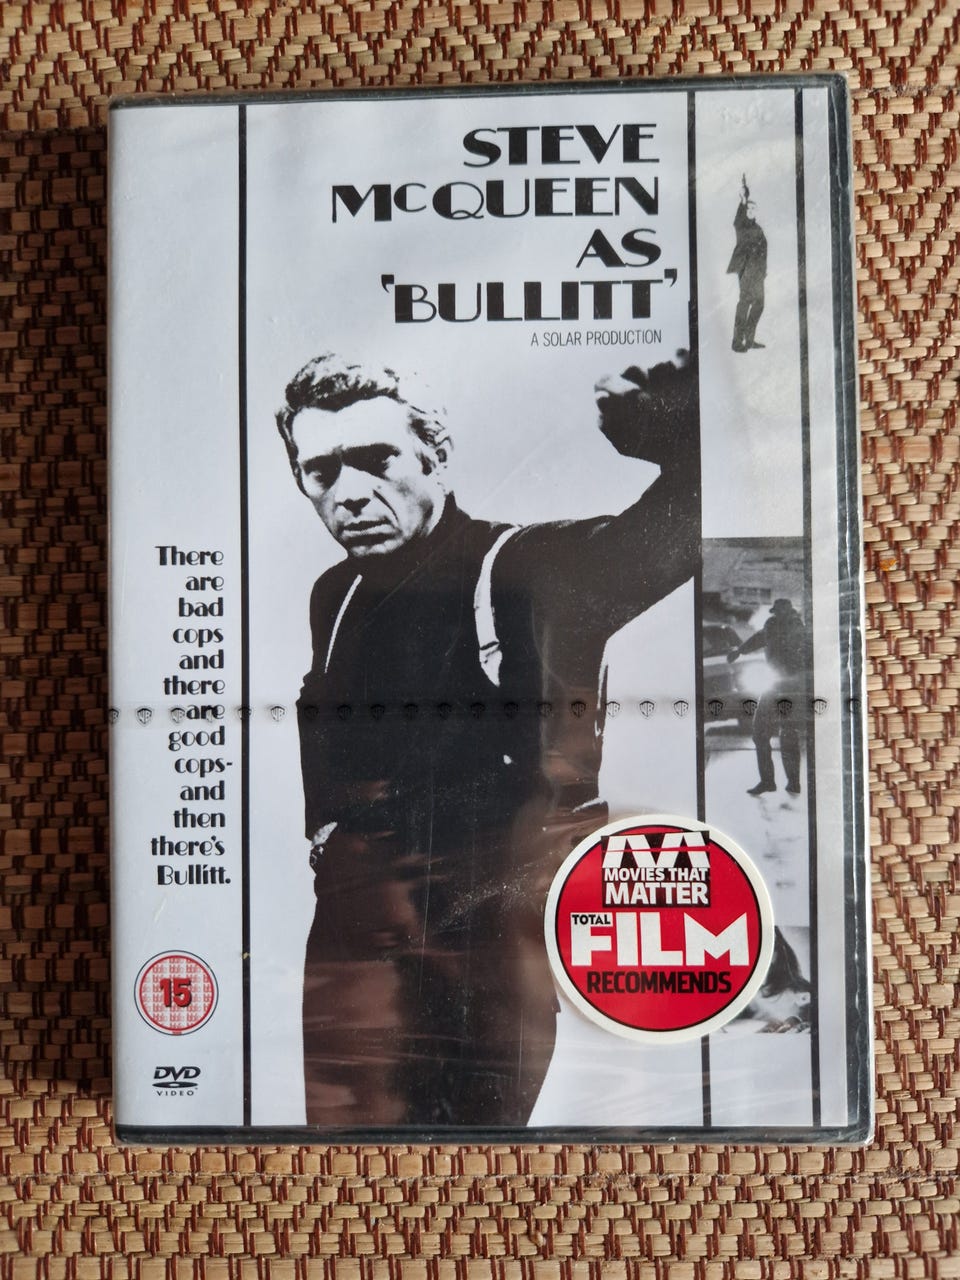 STEVE
McQUEEN
AS
'BULLITT'
A SOLAR PRODUCTION
There
are
bad
cops
and
there
are
good
cops-
and
then
there's
Bullitt.
15
DVD
VIDEO
MOVIES THAT
MATTER
TOTAL
FILM
RECOMMENDS